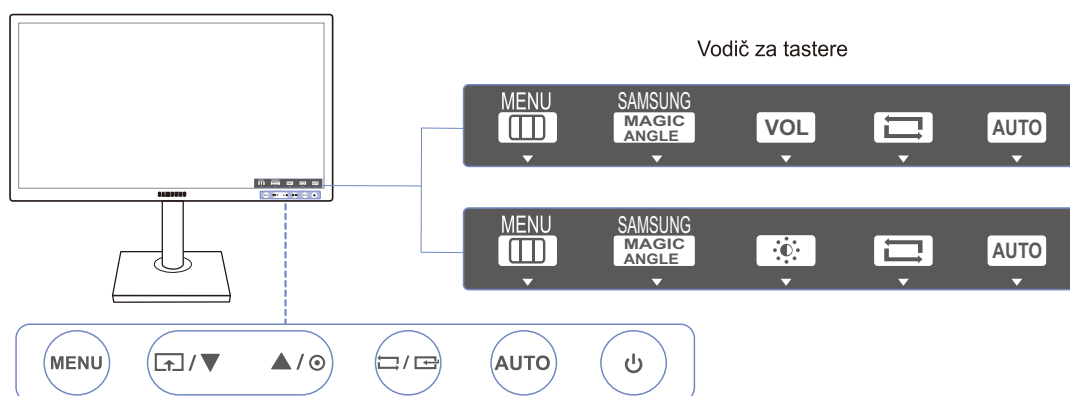 Vodič za tastere
MENU SAMSUNG
MAGIC
ANGLE VOL AUTO
SAMSUNG
MENU SAMSUNG
MAGIC
ANGLE AUTO
MENU / / / AUTO